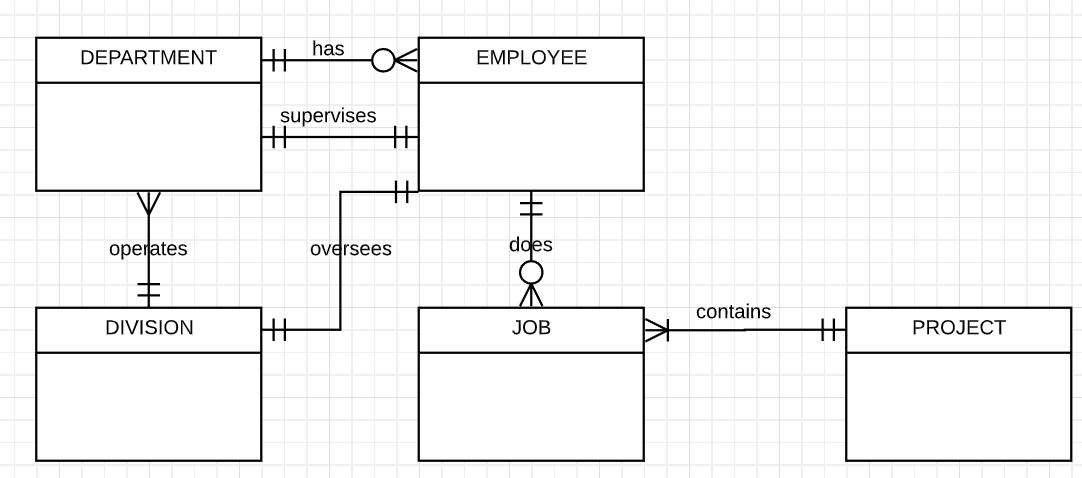 DEPARTMENT
has
EMPLOYEE
supervises
operates
oversees
does
DIVISION
JOB
contains
PROJECT